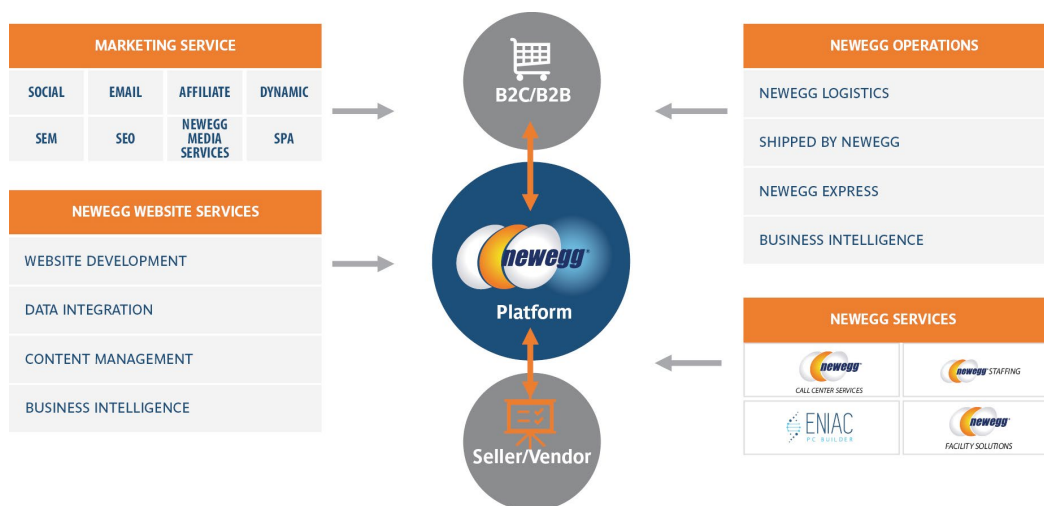 MARKETING SERVICE
SOCIAL
EMAIL
AFFILIATE
DYNAMIC
SEM
SEO
NEWEGG
MEDIA
SERVICES
SPA
NEWEGG WEBSITE SERVICES
WEBSITE DEVELOPMENT
DATA INTEGRATION
CONTENT MANAGEMENT
BUSINESS INTELLIGENCE
B2C/B2B
newegg®
Platform
Seller/Vendor
NEWEGG OPERATIONS
NEWEGG LOGISTICS
SHIPPED BY NEWEGG
NEWEGG EXPRESS
BUSINESS INTELLIGENCE
NEWEGG SERVICES
newegg®
CALL CENTER SERVICES
newegg® STAFFING
ENIAC
PC BUILDER
newegg®
FACILITY SOLUTIONS